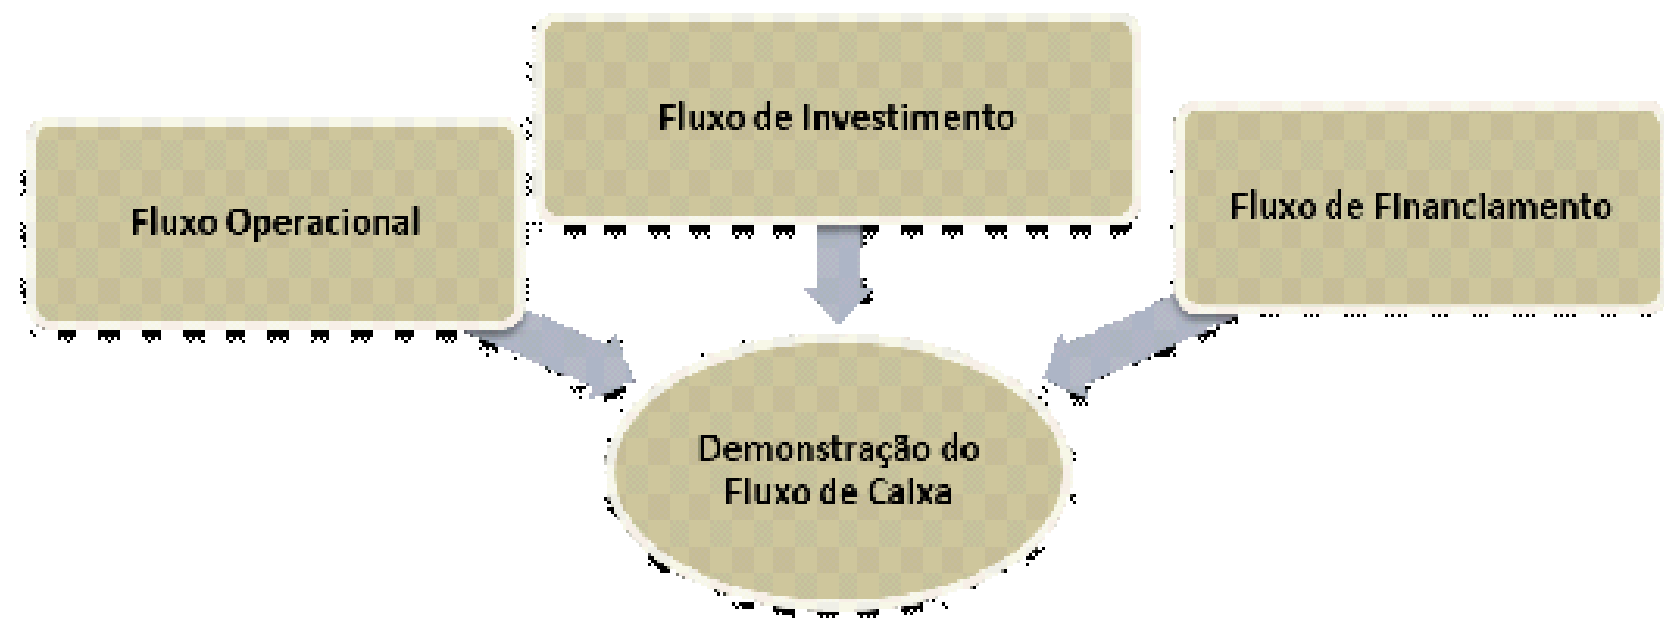 Fluxo de Investimento
Fluxo Operacional
Fluxo de Financiamento
Demonstração do
Fluxo de Caixa